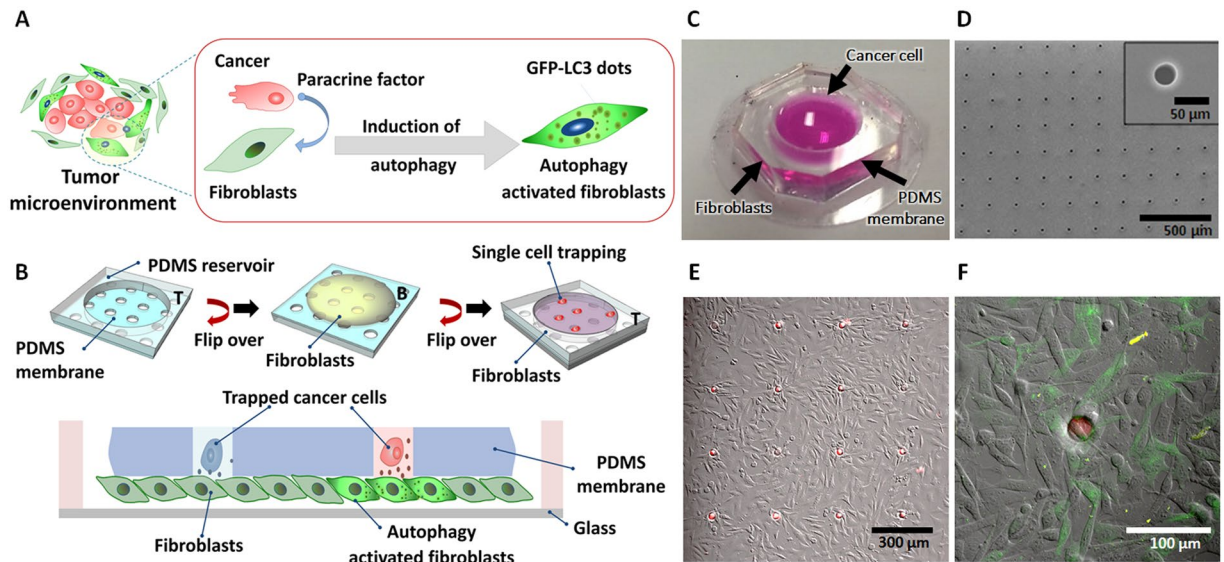 A
Tumor
microenvironment
Cancer
Paracrine factor
Fibroblasts
Induction of
autophagy
GFP-LC3 dots
Autophagy
activated fibroblasts
B
PDMS reservoir
T
PDMS
membrane
Flip over
B
Fibroblasts
Flip over
Single cell trapping
T
Fibroblasts
Trapped cancer cells
PDMS
membrane
Fibroblasts
Autophagy
activated fibroblasts
Glass
C
Cancer cell
Fibroblasts
PDMS
membrane
D
50 µm
500 µm
E
300 µm
F
100 µm